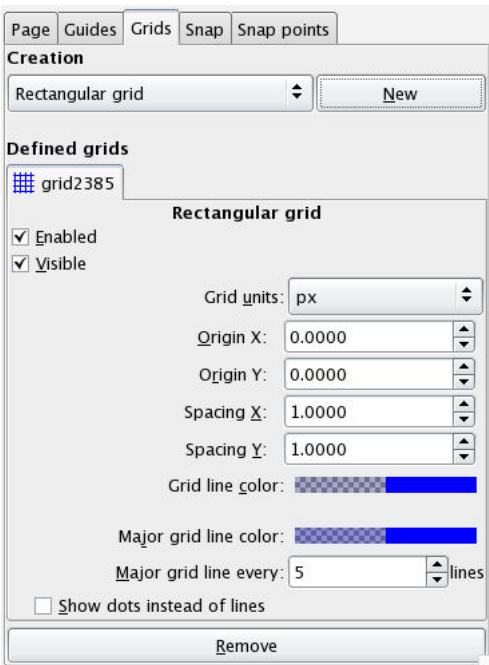 Page Guides Grids Snap Snap points
Creation
Rectangular grid New
Defined grids
grid2385
Rectangular grid
Enabled
Visible
Grid units: px
Origin X: 0.0000
Origin Y: 0.0000
Spacing X: 1.0000
Spacing Y: 1.0000
Grid line color:
Major grid line color:
Major grid line every: 5 lines
Show dots instead of lines
Remove